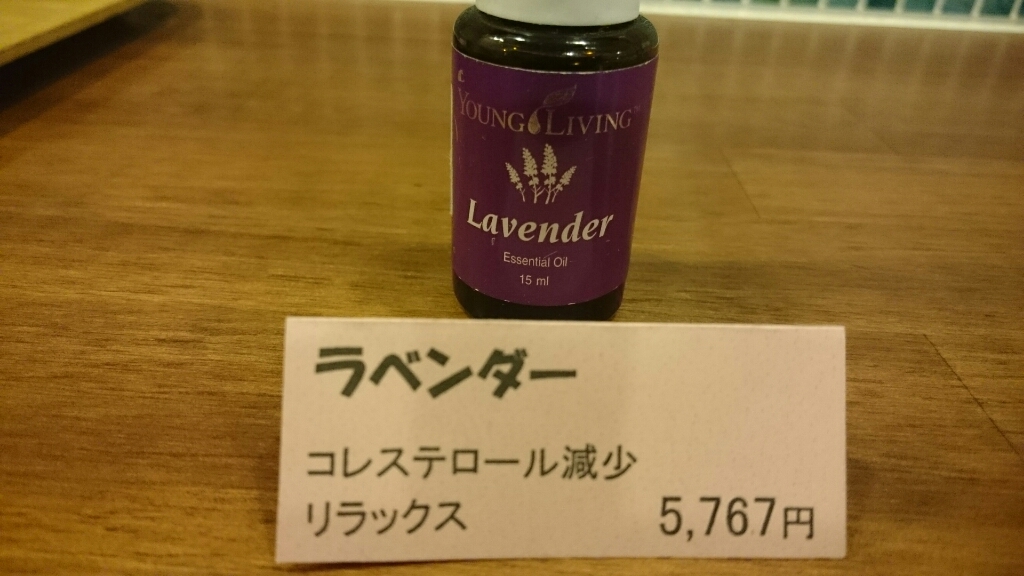 YOUNG LIVING™
Lavender
Essential Oil
15 ml
ラベンダー
コレステロール減少
リラックス 5,767円